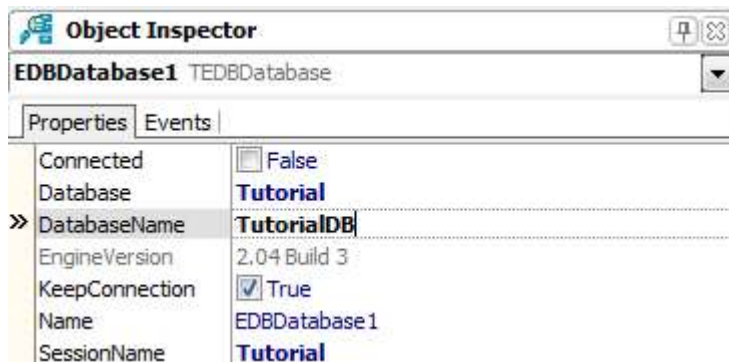 Object Inspector
EDBDatabase1 TEDBDatabase
Properties Events
Connected False
Database Tutorial
DatabaseName TutorialDB
EngineVersion 2.04 Build 3
KeepConnection True
Name EDBDatabase1
SessionName Tutorial